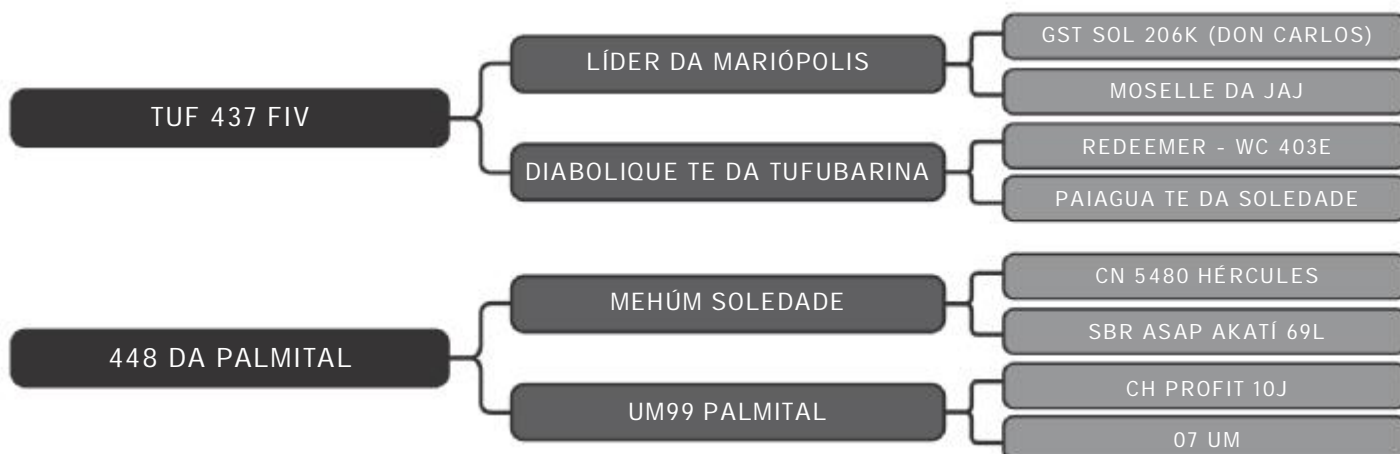 TUF 437 FIV
LÍDER DA MARIÓPOLIS
GST SOL 206K (DON CARLOS)
MOSELLE DA JAJ
DIABOLIQUE TE DA TUFUBARINA
REDEEMER - WC 403E
PAIAGUA TE DA SOLEDADE
448 DA PALMITAL
MEHÚM SOLEDADE
CN 5480 HÉRCULES
SBR ASAP AKATÍ 69L
UM99 PALMITAL
CH PROFIT 10J
07 UM